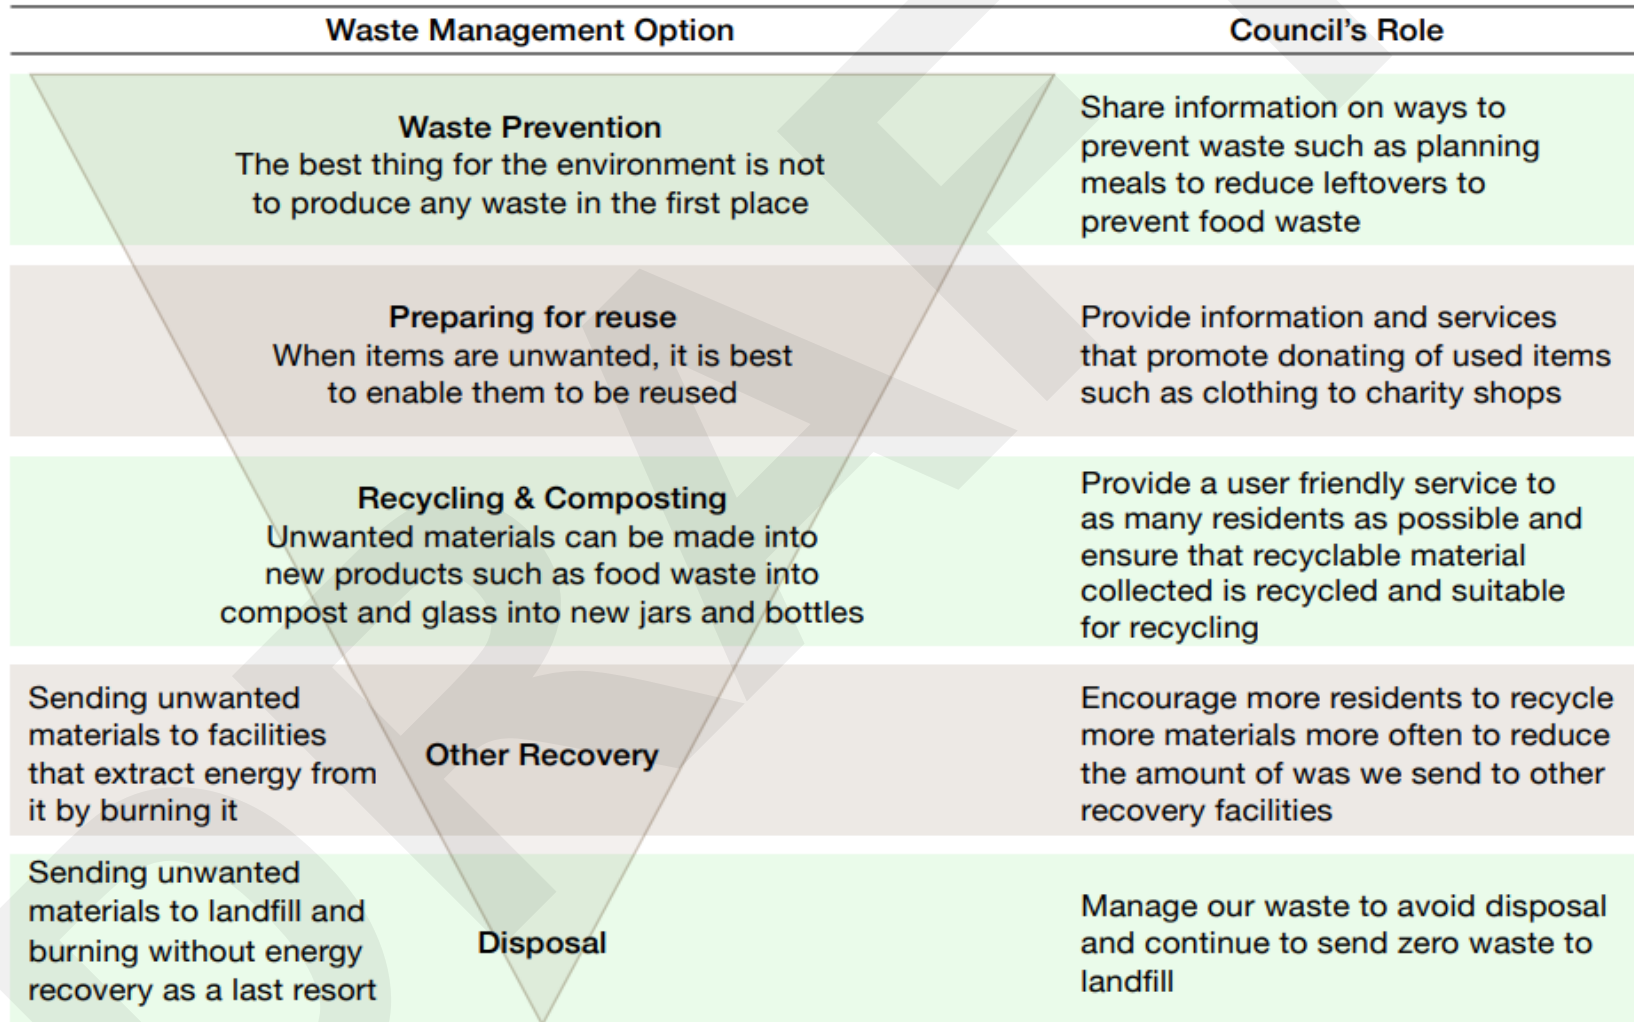 Waste Management Option
Council's Role
Waste Prevention
The best thing for the environment is not
to produce any waste in the first place
Share information on ways to
prevent waste such as planning
meals to reduce leftovers to
prevent food waste
Preparing for reuse
When items are unwanted, it is best
to enable them to be reused
Provide information and services
that promote donating of used items
such as clothing to charity shops
Recycling & Composting
Unwanted materials can be made into
new products such as food waste into
compost and glass into new jars and bottles
Provide a user friendly service to
as many residents as possible and
ensure that recyclable material
collected is recycled and suitable
for recycling
Sending unwanted
materials to facilities
that extract energy from
it by burning it
Other Recovery
Encourage more residents to recycle
more materials more often to reduce
the amount of was we send to other
recovery facilities
Sending unwanted
materials to landfill and
burning without energy
recovery as a last resort
Disposal
Manage our waste to avoid disposal
and continue to send zero waste to
landfill
DRAFT